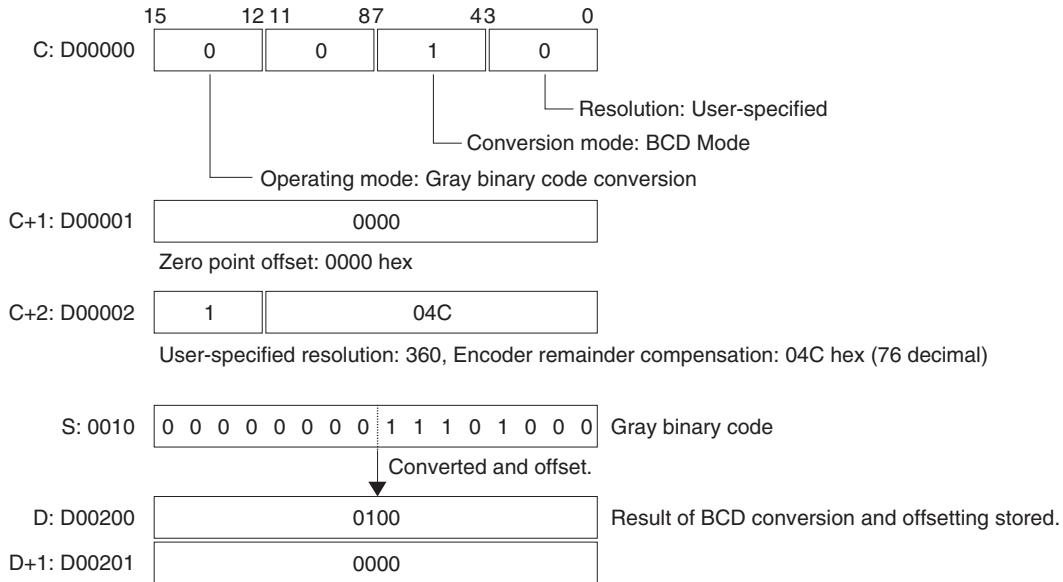 15 12 11 87 43 0
C: D00000 0 0 1 0
Resolution: User-specified
Conversion mode: BCD Mode
Operating mode: Gray binary code conversion
C+1: D00001 0000
Zero point offset: 0000 hex
C+2: D00002 1 04C
User-specified resolution: 360, Encoder remainder compensation: 04C hex (76 decimal)
S: 0010 0 0 0 0 0 0 0 0 1 1 1 0 1 0 0 0 Gray binary code
Converted and offset.
D: D00200 0100 Result of BCD conversion and offsetting stored.
D+1: D00201 0000